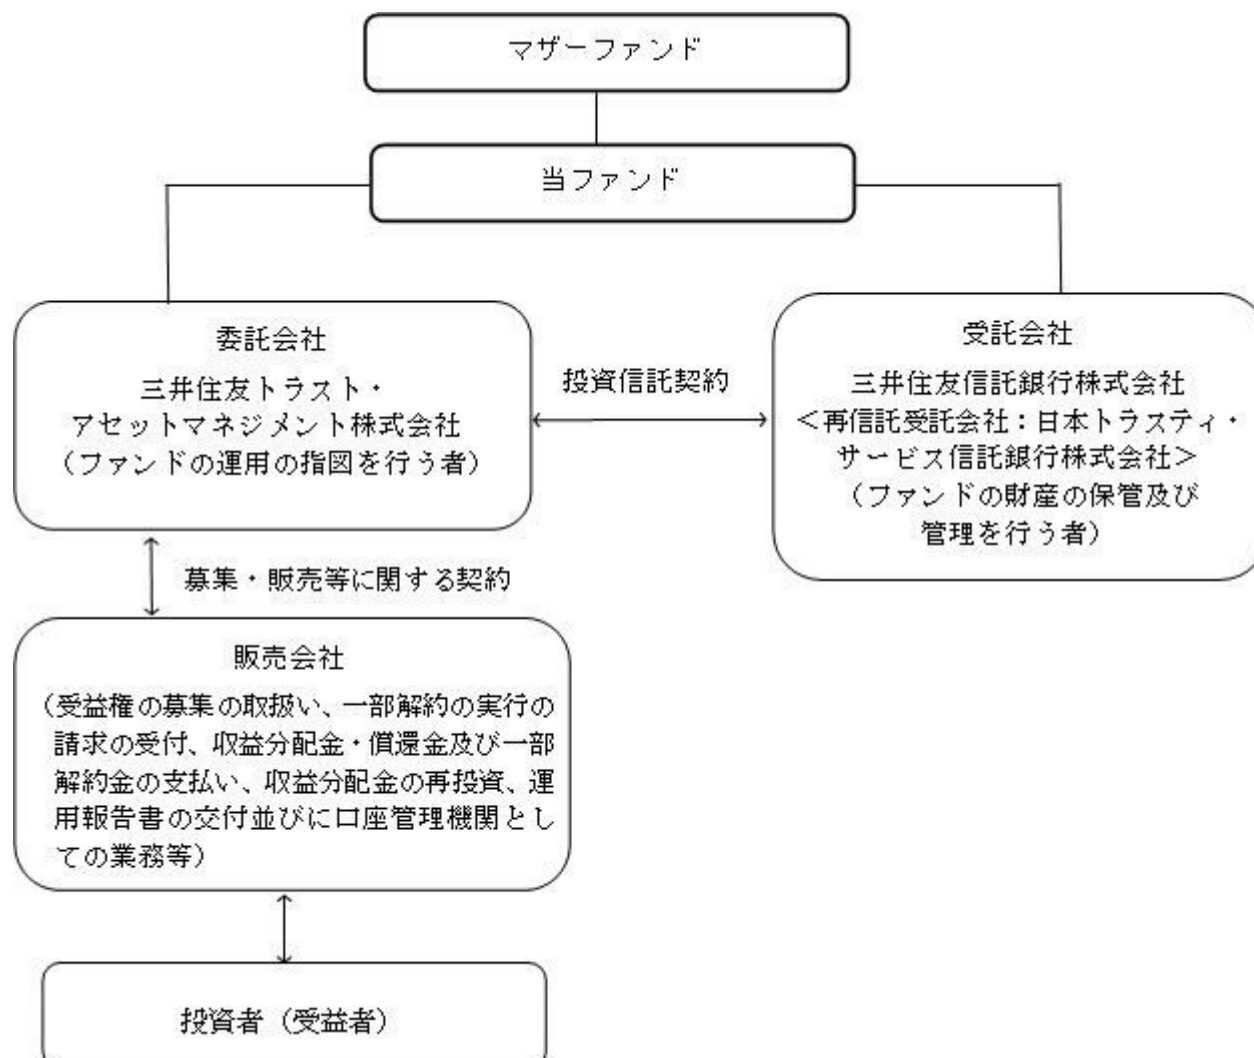 マザーファンド
当ファンド
委託会社
三井住友トラスト・
アセットマネジメント株式会社
（ファンドの運用の指図を行う者）
投資信託契約
受託会社
三井住友信託銀行株式会社
＜再信託受託会社：日本トラスティ・
サービス信託銀行株式会社＞
（ファンドの財産の保管及び
管理を行う者）
募集・販売等に関する契約
販売会社
（受益権の募集の取扱い、一部解約の実行の
請求の受付、収益分配金・償還金及び一部
解約金の支払い、収益分配金の再投資、運
用報告書の交付並びに口座管理機関とし
ての業務等）
投資者（受益者）